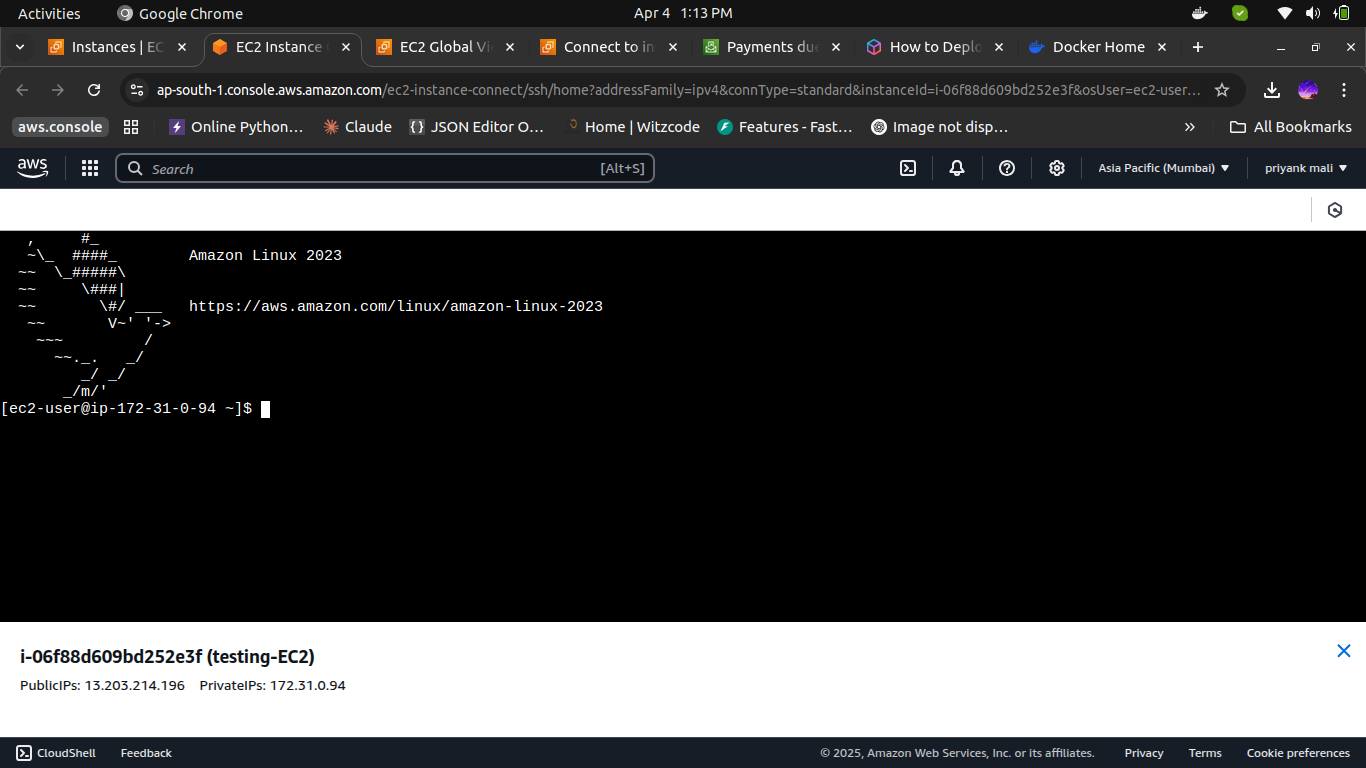 Activities Google Chrome Apr 4 1:13 PM
Instances | EC EC2 Instance EC2 Global Vi Connect to in Payments due How to Deplo Docker Home
ap-south-1.console.aws.amazon.com/ec2-instance-connect/ssh/home?addressFamily=ipv4&connType=standard&instanceId=i-06f88d609bd252e3f&osUser=ec2-user...
aws.console Online Python... Claude JSON Editor O... Home | Witzcode Features - Fast... Image not disp... » All Bookmarks
aws Search [Alt+S] Asia Pacific (Mumbai) priyank mali
   ,     #_
   ~\_  ####_        Amazon Linux 2023
  ~~  \_#####\
  ~~     \###|
  ~~       \#/ ___   https://aws.amazon.com/linux/amazon-linux-2023
   ~~       V~' '->
    ~~~         /
      ~~._.   _/
         _/ _/
       _/m/'
[ec2-user@ip-172-31-0-94 ~]$
i-06f88d609bd252e3f (testing-EC2)
PublicIPs: 13.203.214.196 PrivateIPs: 172.31.0.94
CloudShell Feedback © 2025, Amazon Web Services, Inc. or its affiliates. Privacy Terms Cookie preferences